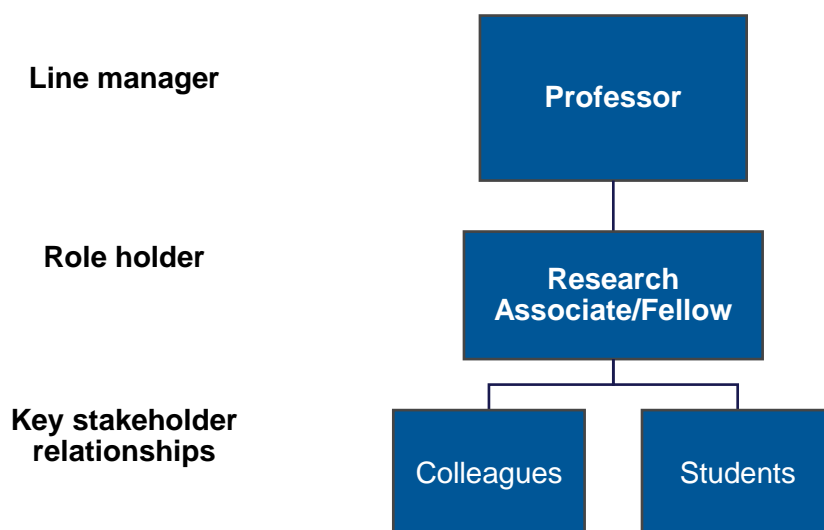 Line manager
Professor
Role holder
Research
Associate/Fellow
Key stakeholder
relationships
Colleagues
Students